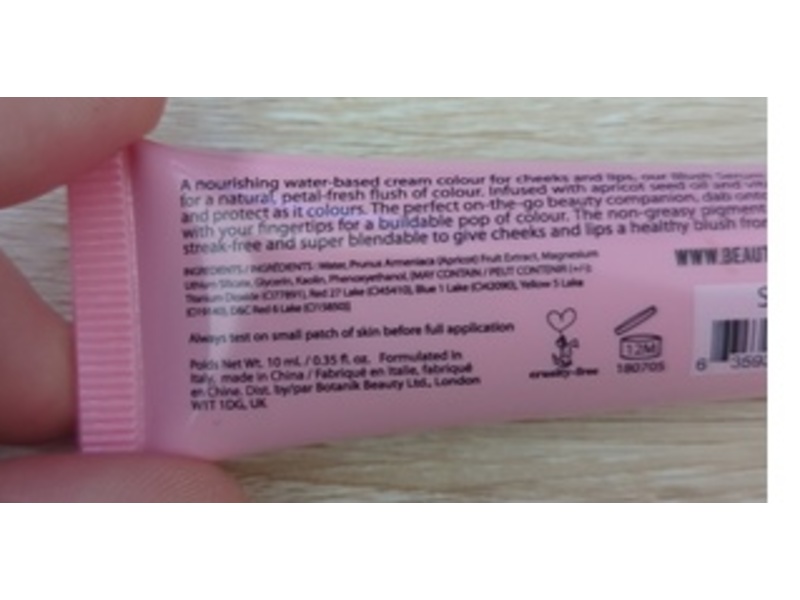 A nourishing water-based cream colour for cheeks and lips, our Blush Serum
for a natural, petal-fresh flush of colour. Infused with apricot seed oil and
and protect as it colours. The perfect on-the-go beauty companion, dab onto
with your fingertips for a buildable pop of colour. The non-greasy pigment
streak-free and super blendable to give cheeks and lips a healthy blush from
INGREDIENTS / INGRÉDIENTS: Water, Prunus Armeniaca (Apricot) Fruit Extract, Magnesium
Lithium Silicate, Glycerin, Kaolin, Phenoxyethanol, [MAY CONTAIN / PEUT CONTENIR (+/-):
Titanium Dioxide (CI77891), Red 27 Lake (CI45410), Blue 1 Lake (CI42090), Yellow 5 Lake
(CI19140), D&C Red 6 Lake (CI15850)]
WWW.BEAUT
Always test on small patch of skin before full application
Poids Net Wt. 10 mL / 0.35 fl. oz. Formulated in
Italy, made in China / Fabriqué en Italie, fabriqué
en Chine. Dist. by/par Botanik Beauty Ltd., London
W1T 1DG, UK
cruelty-free
12M
180705
S
6